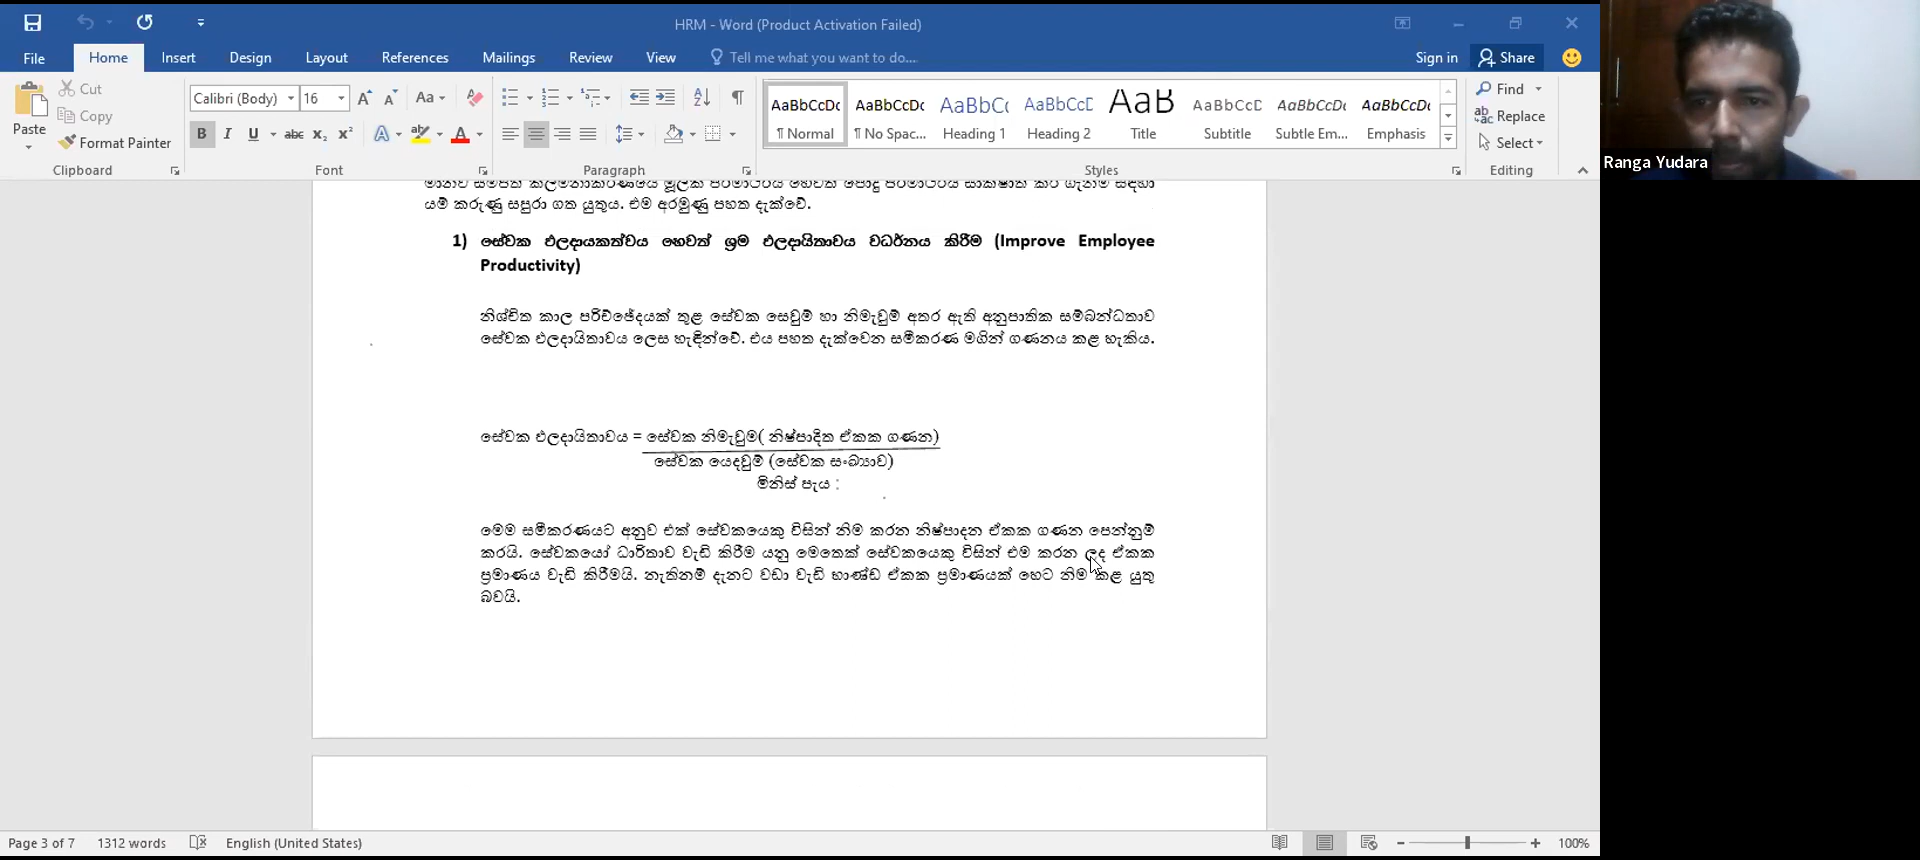 HRM - Word (Product Activation Failed)
File Home Insert Design Layout References Mailings Review View Tell me what you want to do.... Sign in Share
Paste Cut Copy Format Painter Clipboard
Calibri (Body) 16 Aa B I U abc x₂ x² A A Font
Paragraph
AaBbCcDc ¶ Normal AaBbCcDc ¶ No Spac... AaBbC Heading 1 AaBbCcD Heading 2 AaB Title AaBbCcD Subtitle AaBbCcDt Subtle Em... AaBbCcDt Emphasis Styles
Find Replace Select Editing
Ranga Yudara
යම් කරුණු සපුරා ගත යුතුය. එම අරමුණු පහත දැක්වේ.
1) සේවක ඵලදායකත්වය හෙවත් ශ්‍රම ඵලදායිතාවය වර්ධනය කිරීම (Improve Employee
Productivity)
නිශ්චිත කාල පරිච්ඡේදයක් තුළ සේවක සෙවුම් හා නිමැවුම් අතර ඇති අනුපාතික සම්බන්ධතාව
සේවක ඵලදායිතාවය ලෙස හැඳින්වේ. එය පහත දැක්වෙන සමීකරණ මගින් ගණනය කළ හැකිය.
සේවක ඵලදායිතාවය = සේවක නිමැවුම( නිෂ්පාදිත ඒකක ගණන)
සේවක යෙදවුම් (සේවක සංඛ්‍යාව)
මිනිස් පැය :
මෙම සමීකරණයට අනුව එක් සේවකයෙකු විසින් නිම කරන නිෂ්පාදන ඒකක ගණන පෙන්නුම්
කරයි. සේවකයෝ ධාරිතාව වැඩි කිරීම යනු මෙතෙක් සේවකයෙකු විසින් එම කරන ලද ඒකක
ප්‍රමාණය වැඩි කිරීමයි. නැතිනම් දැනට වඩා වැඩි භාණ්ඩ ඒකක ප්‍රමාණයක් හෙට නිම කළ යුතු
බවයි.
Page 3 of 7 1312 words English (United States) 100%